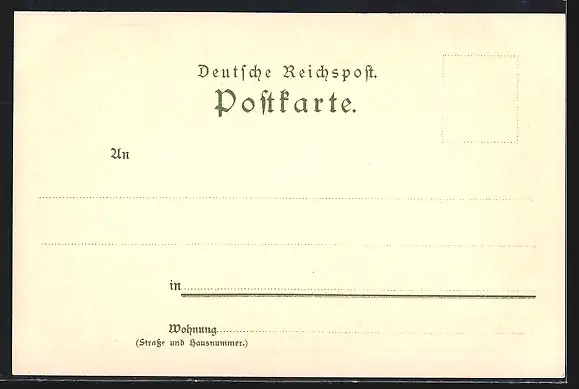 Deutſche Reichspoſt.
Poſtkarte.
An
in
Wohnung
(Straße und Hausnummer.)